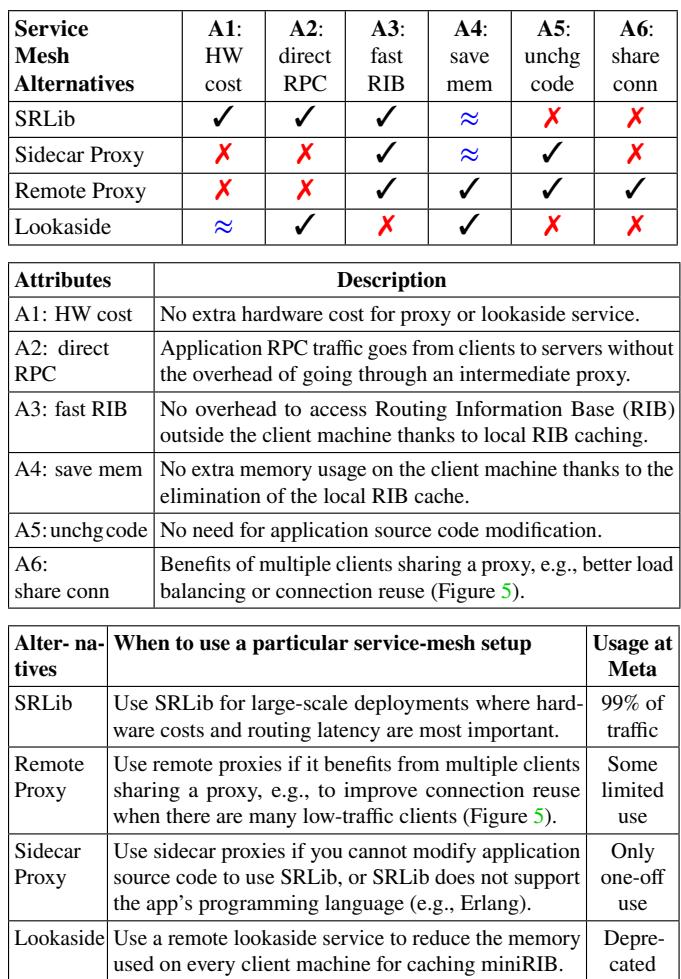 Service Mesh Alternatives | A1: HW cost | A2: direct RPC | A3: fast RIB | A4: save mem | A5: unchg code | A6: share conn
SRLib ✓ ✓ ✓ ≈ ✗ ✗
Sidecar Proxy ✗ ✗ ✓ ≈ ✓ ✗
Remote Proxy ✗ ✗ ✓ ✓ ✓ ✓
Lookaside ≈ ✓ ✗ ✓ ✗ ✗
Attributes Description
A1: HW cost No extra hardware cost for proxy or lookaside service.
A2: direct RPC Application RPC traffic goes from clients to servers without
the overhead of going through an intermediate proxy.
A3: fast RIB No overhead to access Routing Information Base (RIB)
outside the client machine thanks to local RIB caching.
A4: save mem No extra memory usage on the client machine thanks to the
elimination of the local RIB cache.
A5: unchg code No need for application source code modification.
A6: share conn Benefits of multiple clients sharing a proxy, e.g., better load
balancing or connection reuse (Figure 5).
Alter- na-
tives
When to use a particular service-mesh setup
Usage at
Meta
SRLib
Use SRLib for large-scale deployments where hard-
ware costs and routing latency are most important.
99% of
traffic
Remote
Proxy
Use remote proxies if it benefits from multiple clients
sharing a proxy, e.g., to improve connection reuse
when there are many low-traffic clients (Figure 5).
Some
limited
use
Sidecar
Proxy
Use sidecar proxies if you cannot modify application
source code to use SRLib, or SRLib does not support
the app's programming language (e.g., Erlang).
Only
one-off
use
Lookaside
Use a remote lookaside service to reduce the memory
used on every client machine for caching miniRIB.
Depre-
cated